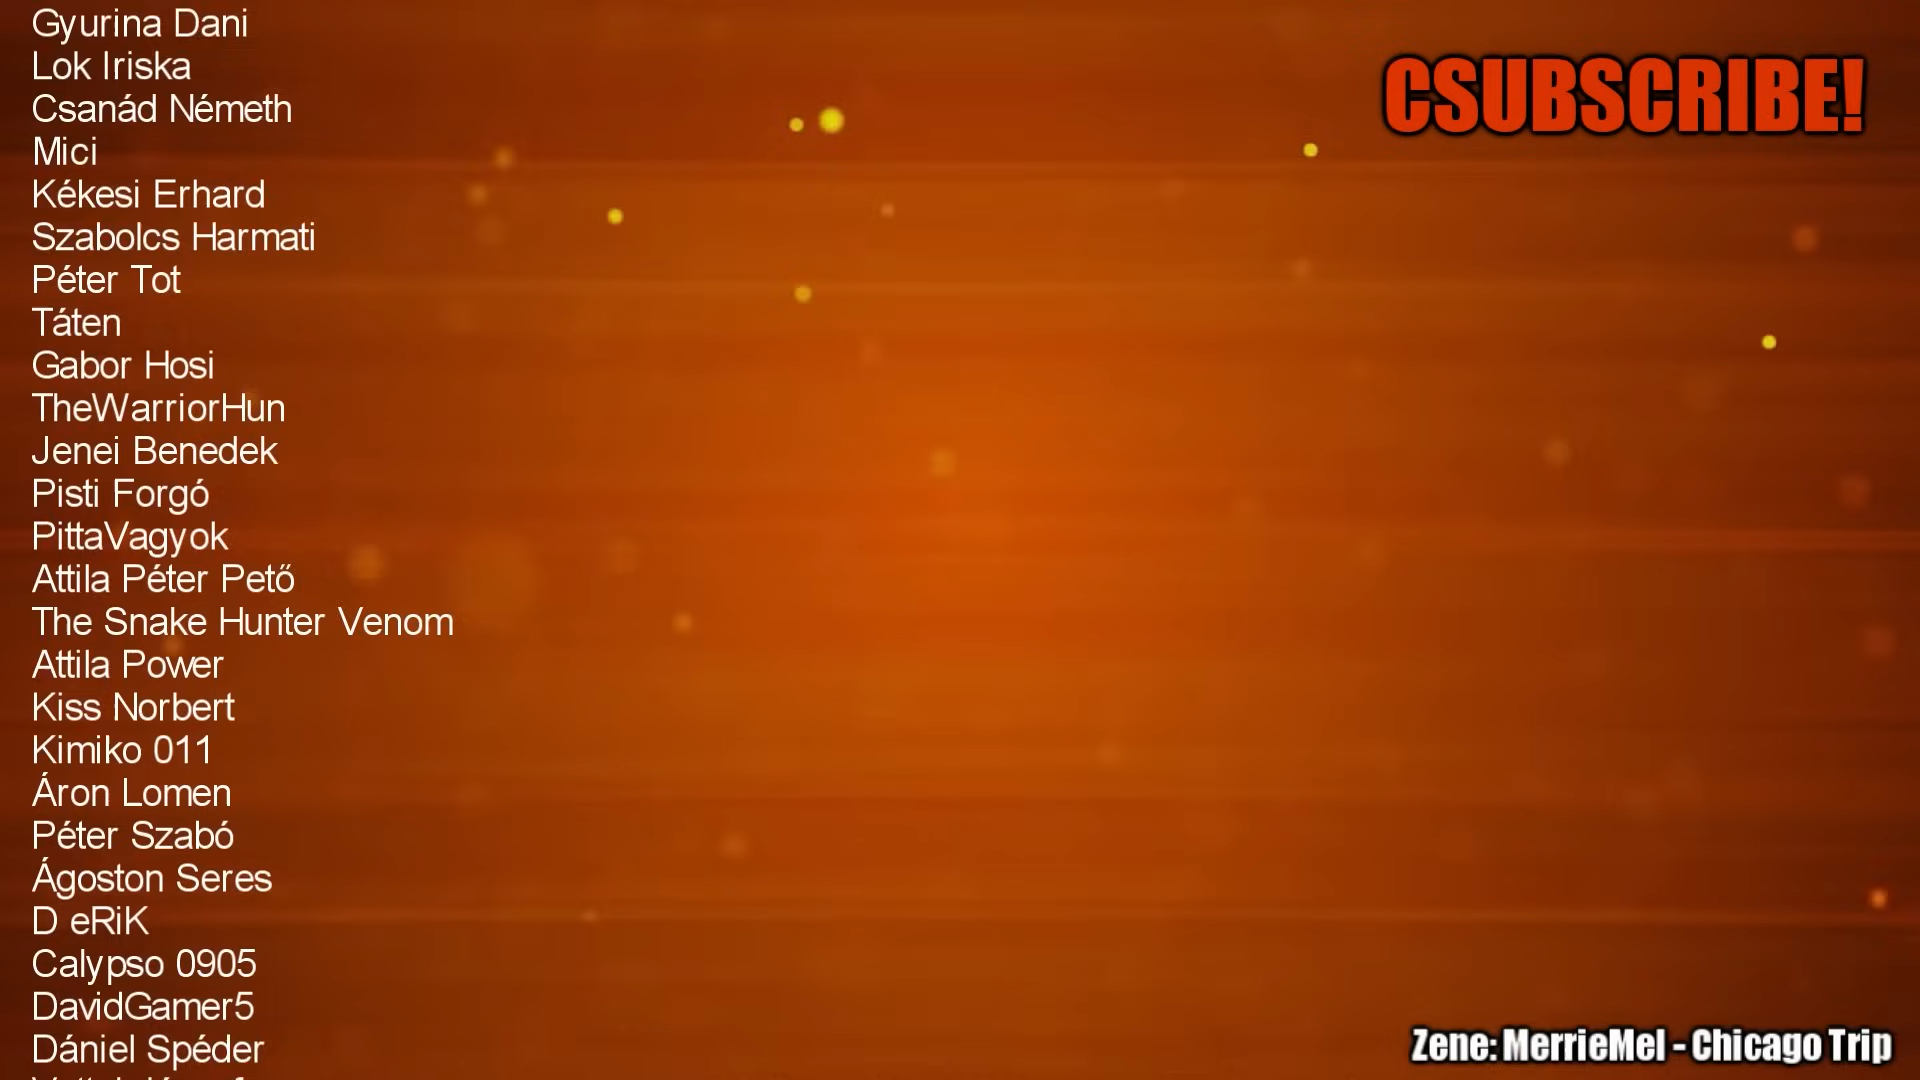 Gyurina Dani
Lok Iriska
Csanád Németh
Mici
Kékesi Erhard
Szabolcs Harmati
Péter Tot
Táten
Gabor Hosi
TheWarriorHun
Jenei Benedek
Pisti Forgó
PittaVagyok
Attila Péter Pető
The Snake Hunter Venom
Attila Power
Kiss Norbert
Kimiko 011
Áron Lomen
Péter Szabó
Ágoston Seres
D eRiK
Calypso 0905
DavidGamer5
Dániel Spéder
CSUBSCRIBE!
Zene: MerrieMel - Chicago Trip